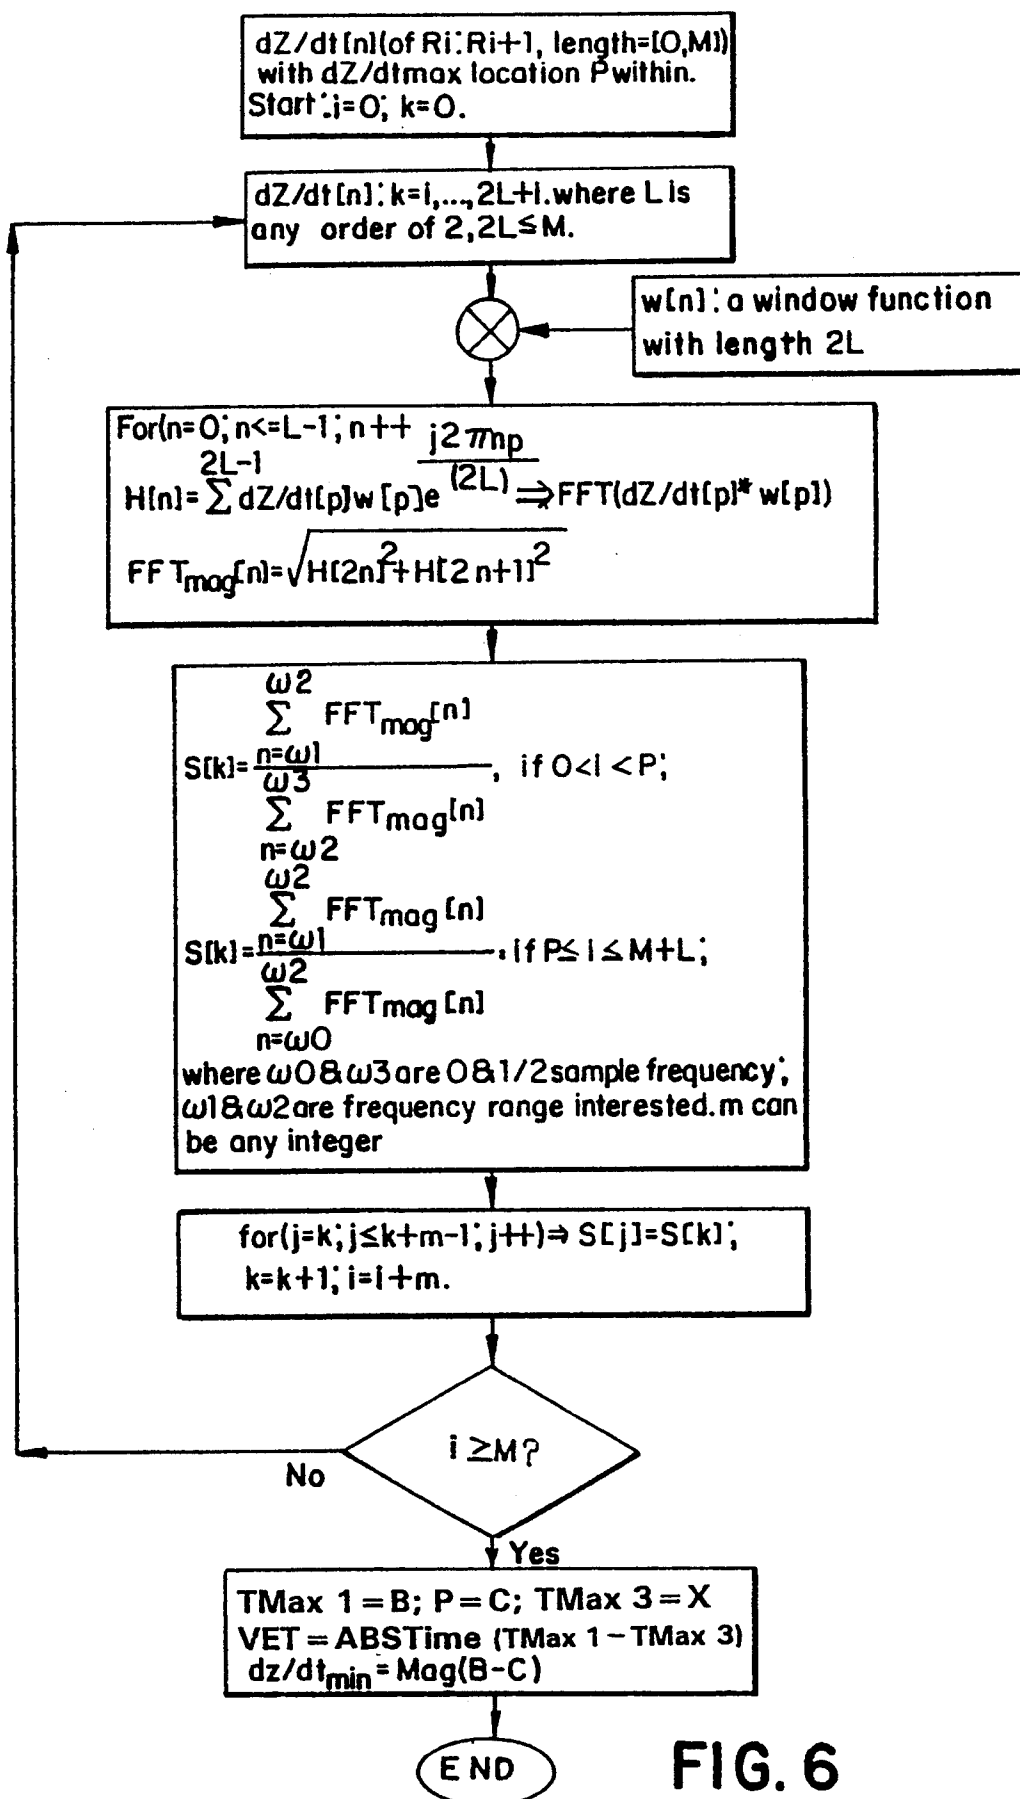 dZ/dt[n](of Ri:Ri+1, length=[0,M])
with dZ/dtmax location P within.
Start:j=0; k=0.
dZ/dt[n]:k=i,...,2L+i.where L is
any order of 2,2L≤M.
w[n]:a window function
with length 2L
For(n=0;n<=L-1;n++
j2πnp
2L-1
(2L)
H[n]=∑dZ/dt[p]w[p]e ⇒FFT(dZ/dt[p]*w[p])
FFTmag[n]=√H[2n]²+H[2n+1]²
ω2
∑ FFTmag[n]
n=ω1
S[k]= , if 0<i<P;
ω3
∑ FFTmag[n]
n=ω2
ω2
∑ FFTmag[n]
n=ω1
S[k]= .if P≤i≤M+L;
ω2
∑ FFTmag[n]
n=ω0
where ω0&ω3are 0&1/2sample frequency;
ω1&ω2are frequency range interested.m can
be any integer
for(j=k;j≤k+m-1;j++)⇒S[j]=S[k];
k=k+1;i=i+m.
i≥M?
No
Yes
TMax 1=B; P=C; TMax 3=X
VET=ABSTime (TMax 1-TMax 3)
dz/dtmin=Mag(B-C)
END
FIG. 6